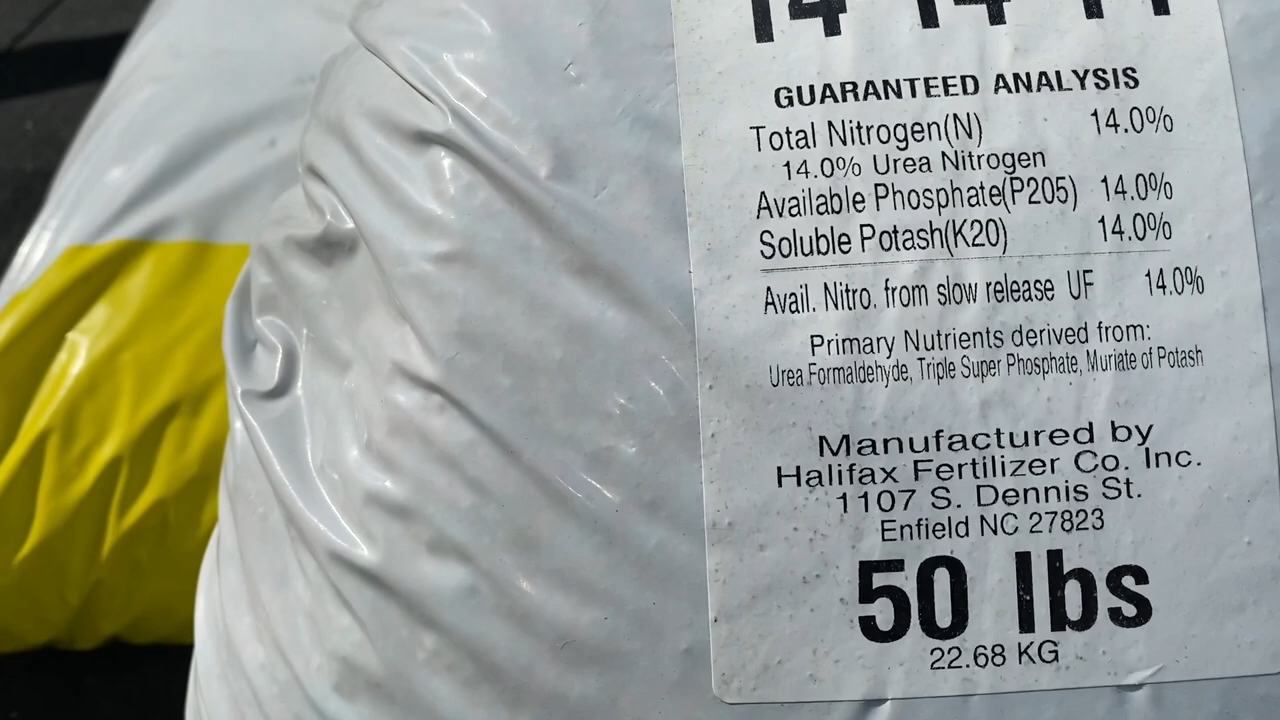 14 14 14
GUARANTEED ANALYSIS
Total Nitrogen(N) 14.0%
14.0% Urea Nitrogen
Available Phosphate(P205) 14.0%
Soluble Potash(K20) 14.0%
Avail. Nitro. from slow release UF 14.0%
Primary Nutrients derived from:
Urea Formaldehyde, Triple Super Phosphate, Muriate of Potash
Manufactured by
Halifax Fertilizer Co. Inc.
1107 S. Dennis St.
Enfield NC 27823
50 lbs
22.68 KG